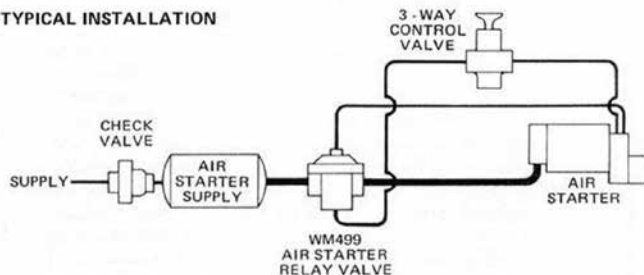 TYPICAL INSTALLATION
3-WAY
CONTROL
VALVE
CHECK
VALVE
SUPPLY
AIR
STARTER
SUPPLY
AIR
STARTER
WM499
AIR STARTER
RELAY VALVE